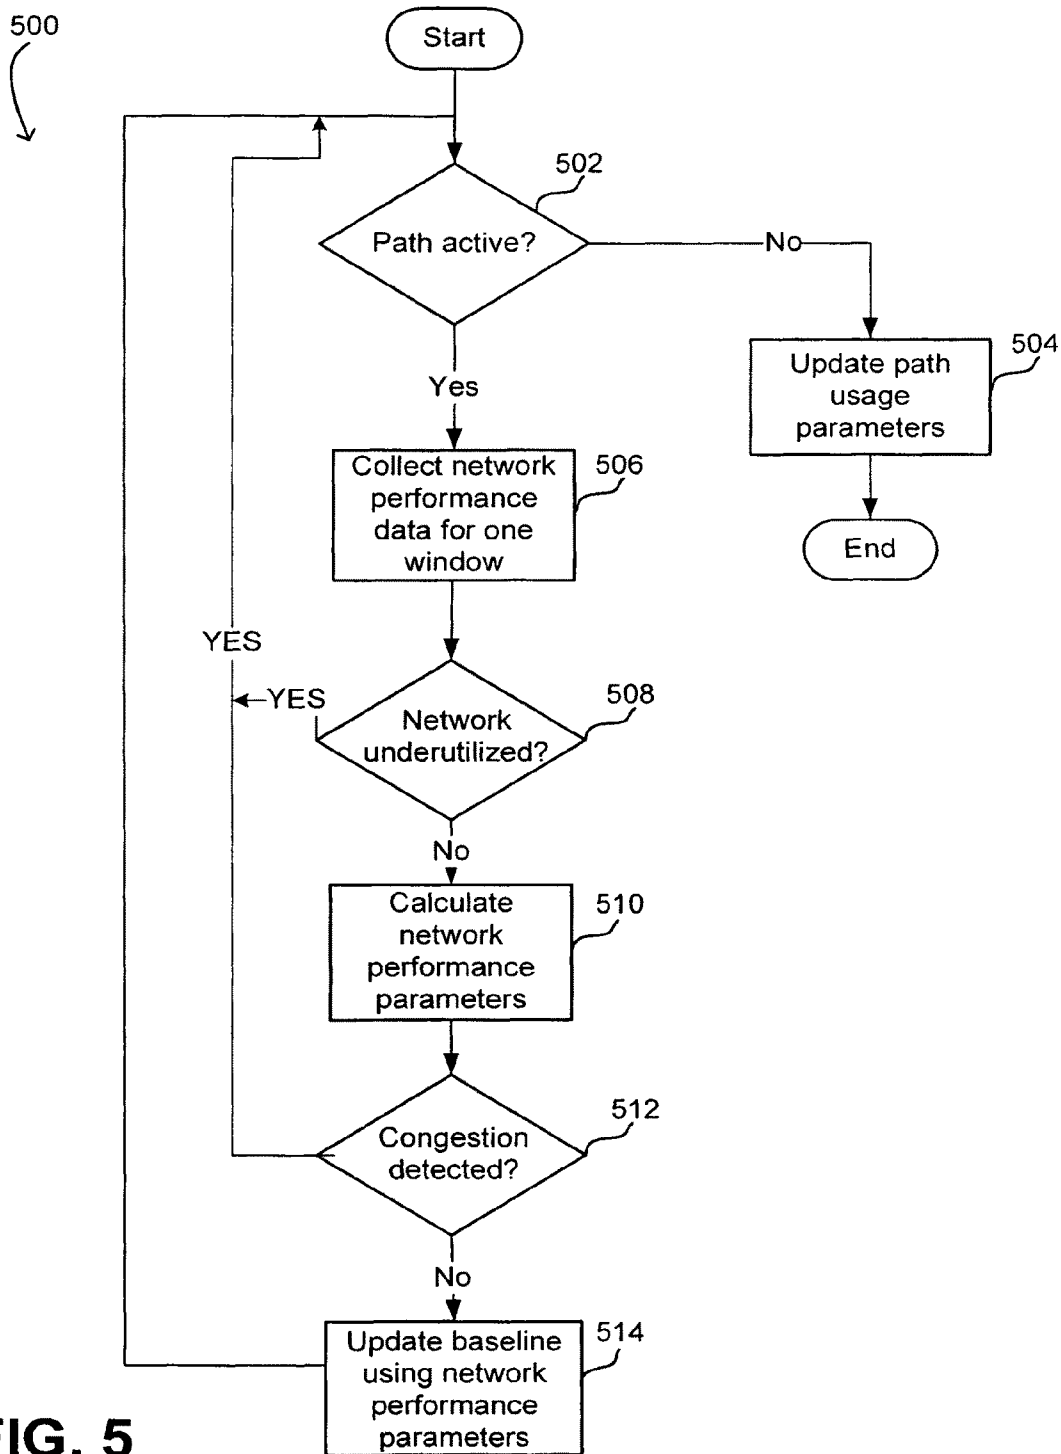 500
Start
502
Path active?
No
504
Update path
usage
parameters
Yes
End
Collect network
performance
data for one
window
506
YES
YES
508
Network
underutilized?
No
510
Calculate
network
performance
parameters
512
Congestion
detected?
No
514
Update baseline
using network
performance
parameters
FIG. 5